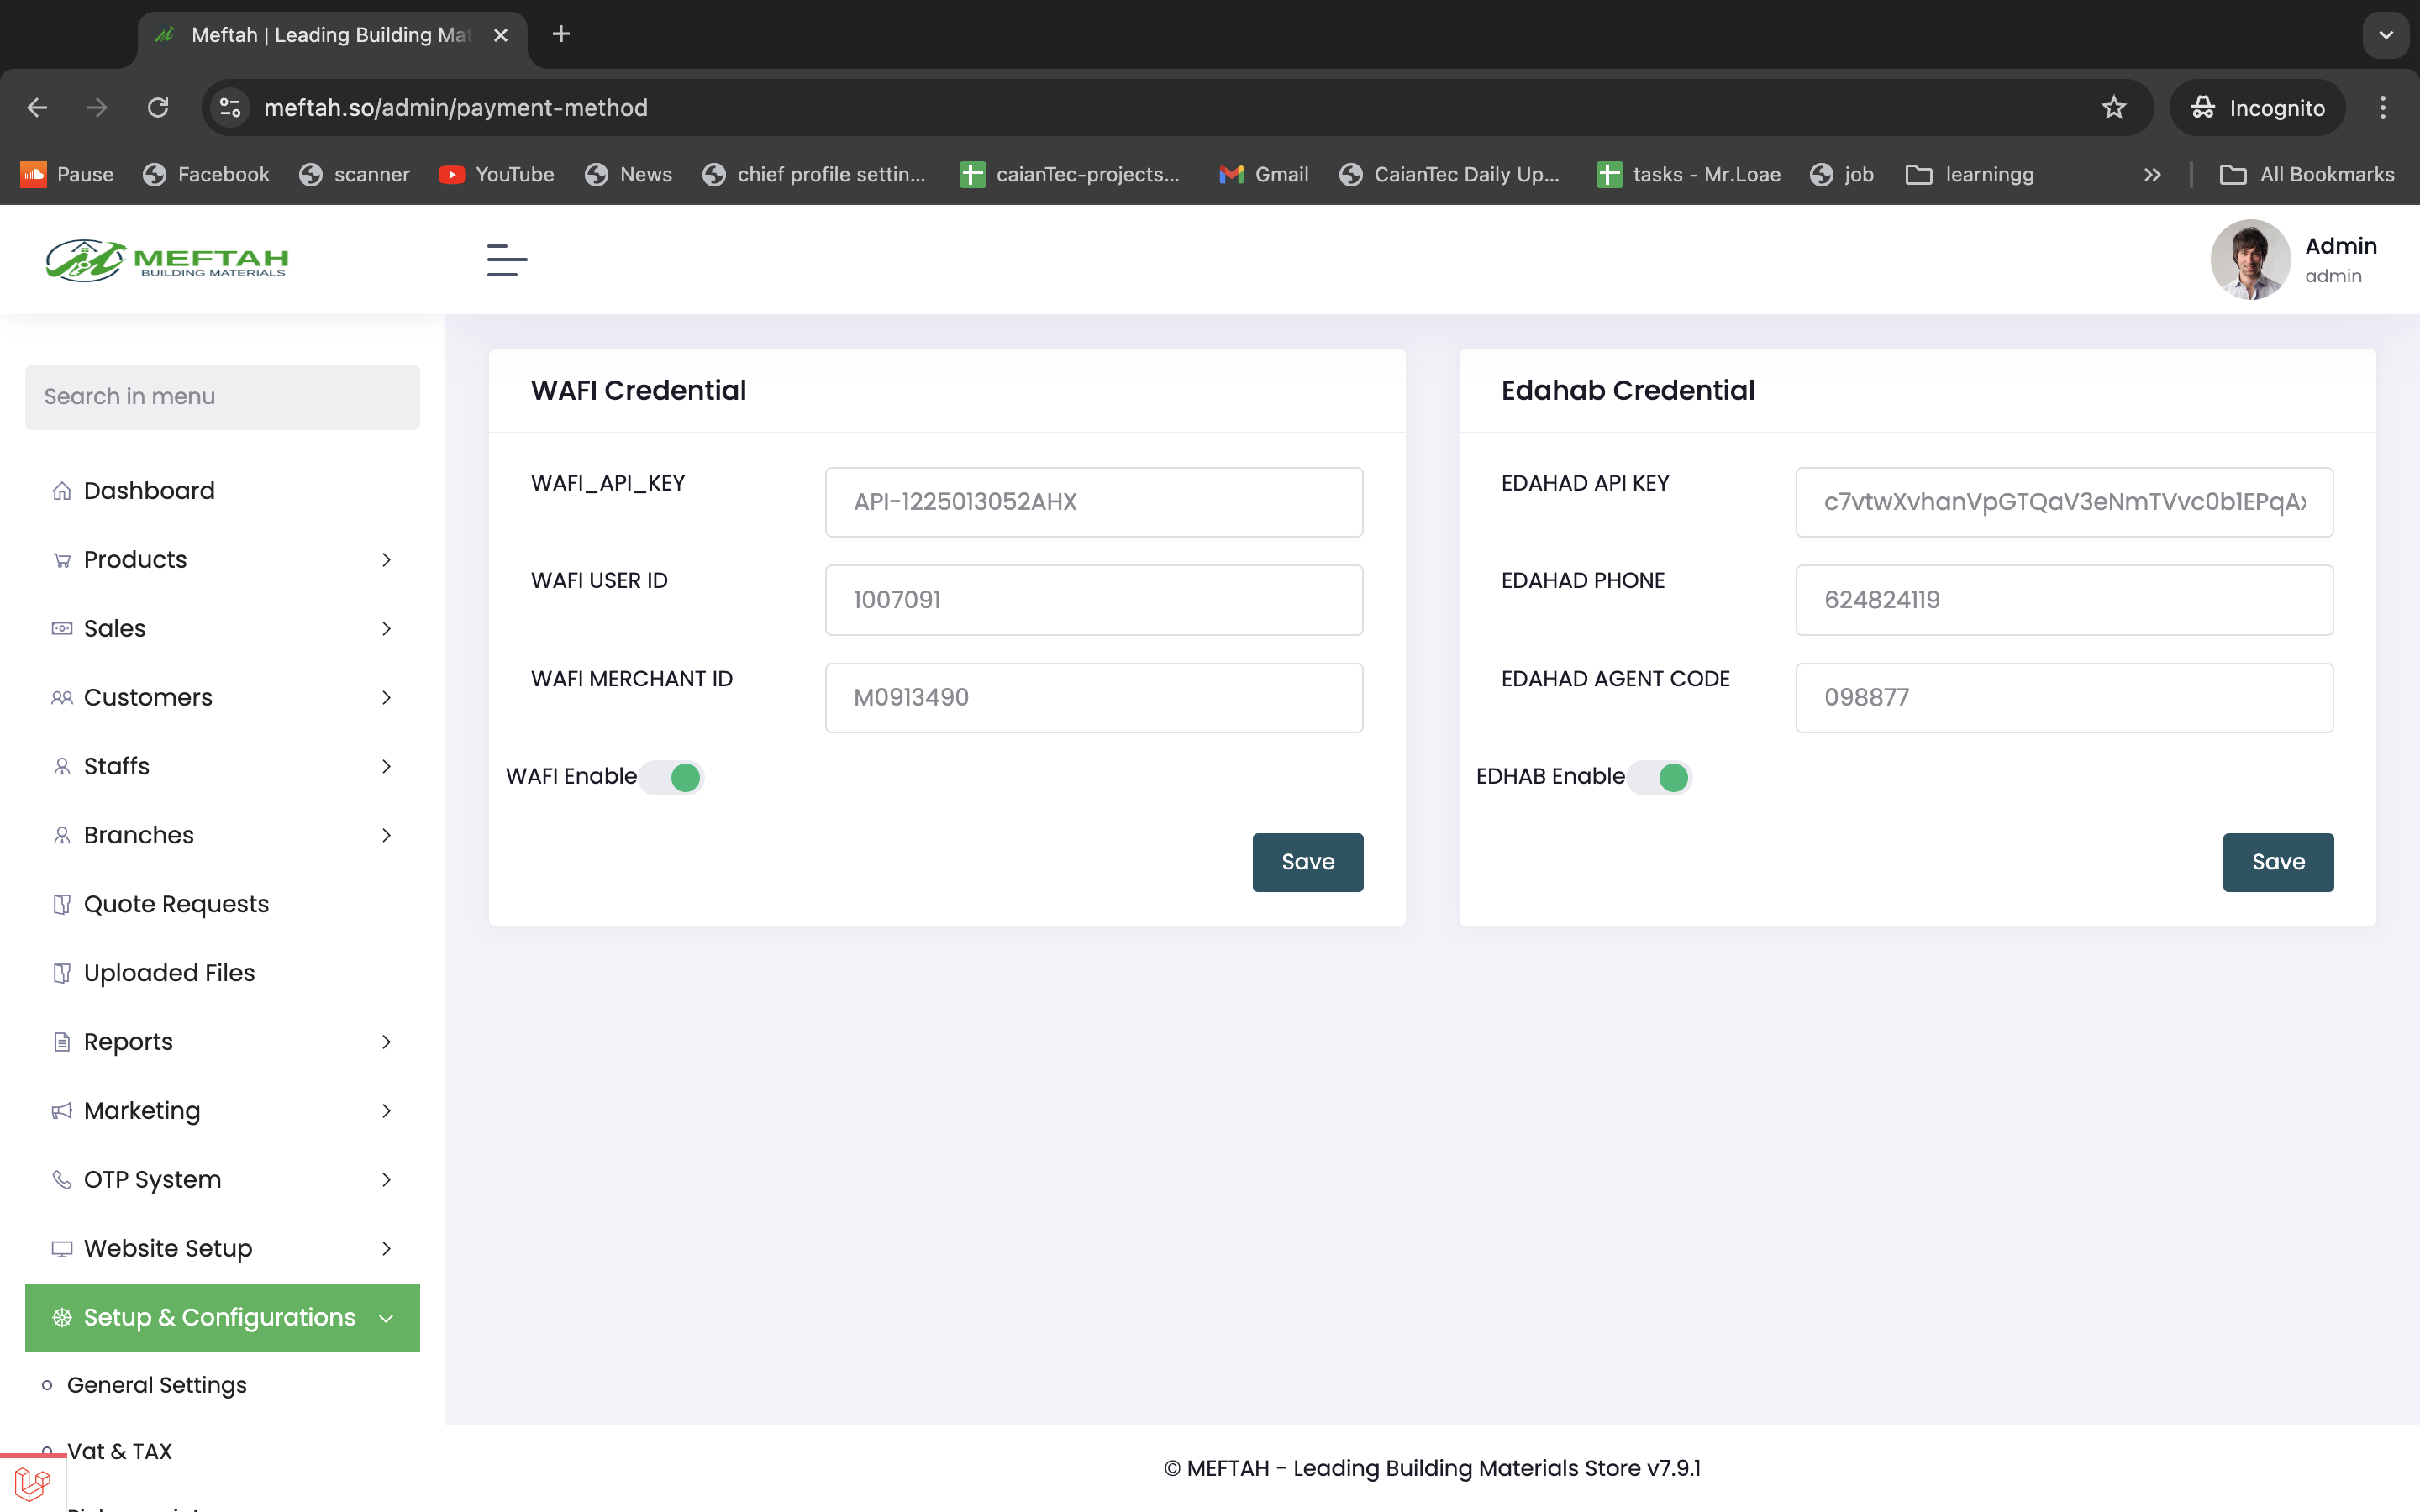 Meftah | Leading Building Mat
meftah.so/admin/payment-method
Incognito
Pause
Facebook
scanner
YouTube
News
chief profile settin...
caianTec-projects...
Gmail
CaianTec Daily Up...
tasks - Mr.Loae
job
learningg
All Bookmarks
MEFTAH
BUILDING MATERIALS
Admin
admin
Search in menu
Dashboard
Products
Sales
Customers
Staffs
Branches
Quote Requests
Uploaded Files
Reports
Marketing
OTP System
Website Setup
Setup & Configurations
General Settings
Vat & TAX
WAFI Credential
WAFI_API_KEY
API-1225013052AHX
WAFI USER ID
1007091
WAFI MERCHANT ID
M0913490
WAFI Enable
Save
Edahab Credential
EDAHAD API KEY
c7vtwXvhanVpGTQaV3eNmTVvc0b1EPqAx
EDAHAD PHONE
624824119
EDAHAD AGENT CODE
098877
EDHAB Enable
Save
© MEFTAH - Leading Building Materials Store v7.9.1